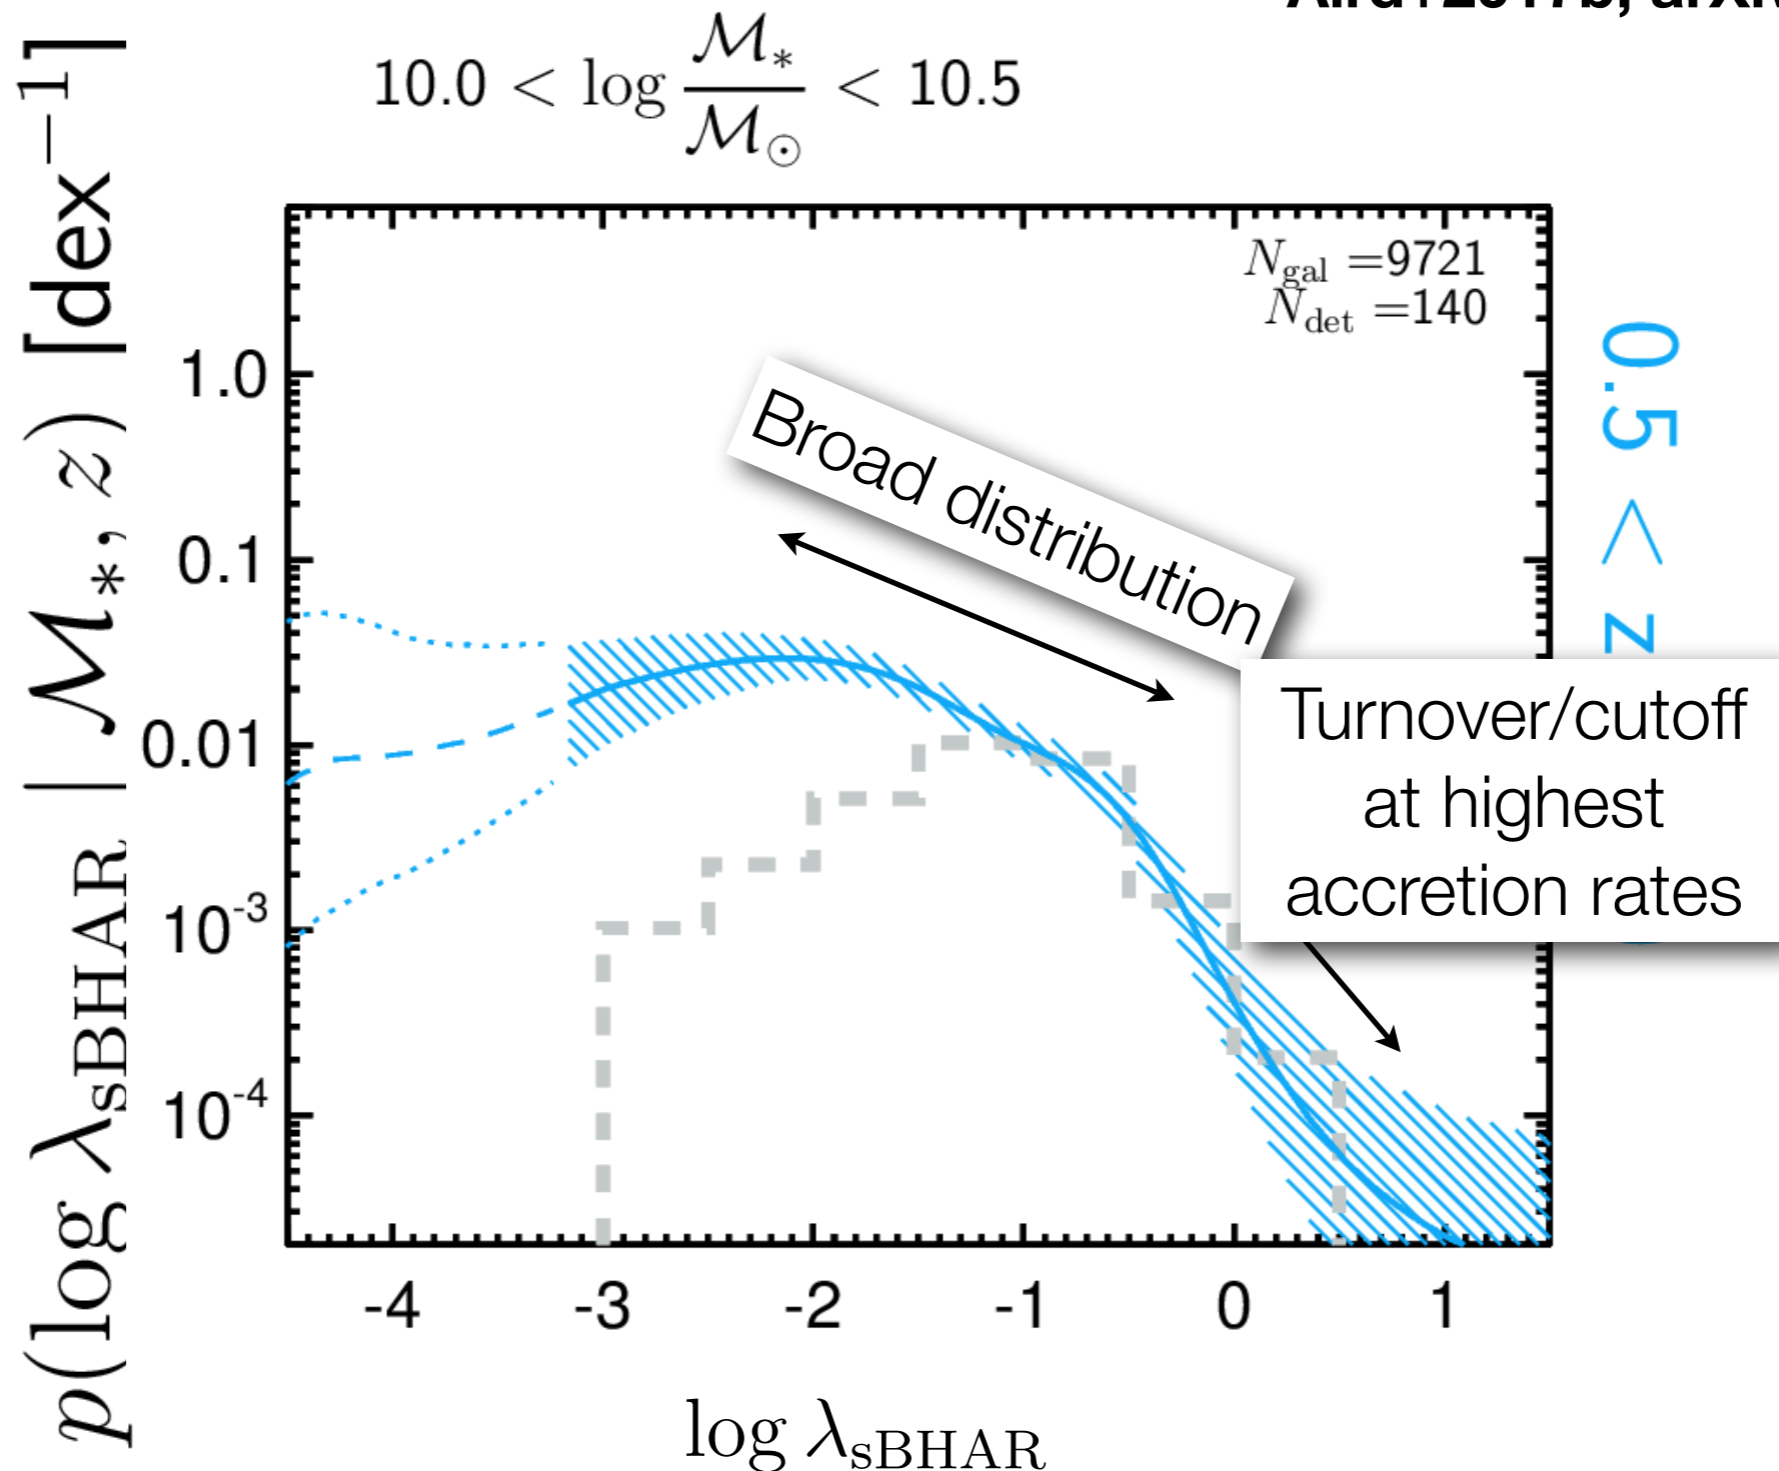 10.0 < log M∗/M⊙ < 10.5
p(log λsBHAR | M∗, z) [dex⁻¹]
Ngal =9721
Ndet =140
1.0
0.1
0.01
10⁻³
10⁻⁴
Broad distribution
Turnover/cutoff
at highest
accretion rates
0.5 < z
-4 -3 -2 -1 0 1
log λsBHAR